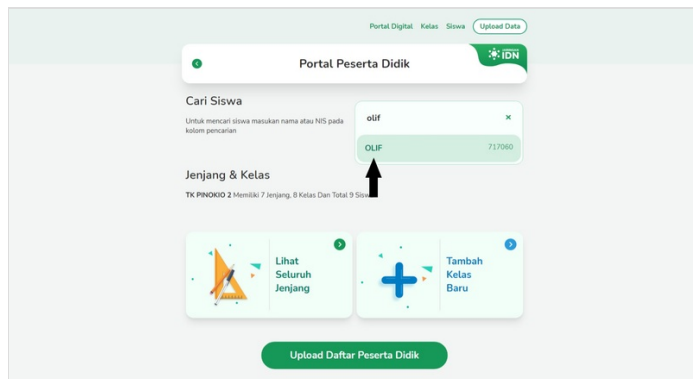 Portal Digital Kelas Siswa Upload Data
Portal Peserta Didik
IDN
Cari Siswa
Untuk mencari siswa masukan nama atau NIS pada
kolom pencarian
olif ×
OLIF 717060
Jenjang & Kelas
TK PINOKIO 2 Memiliki 7 Jenjang, 8 Kelas Dan Total 9
Lihat
Seluruh
Jenjang
Tambah
Kelas
Baru
Upload Daftar Peserta Didik